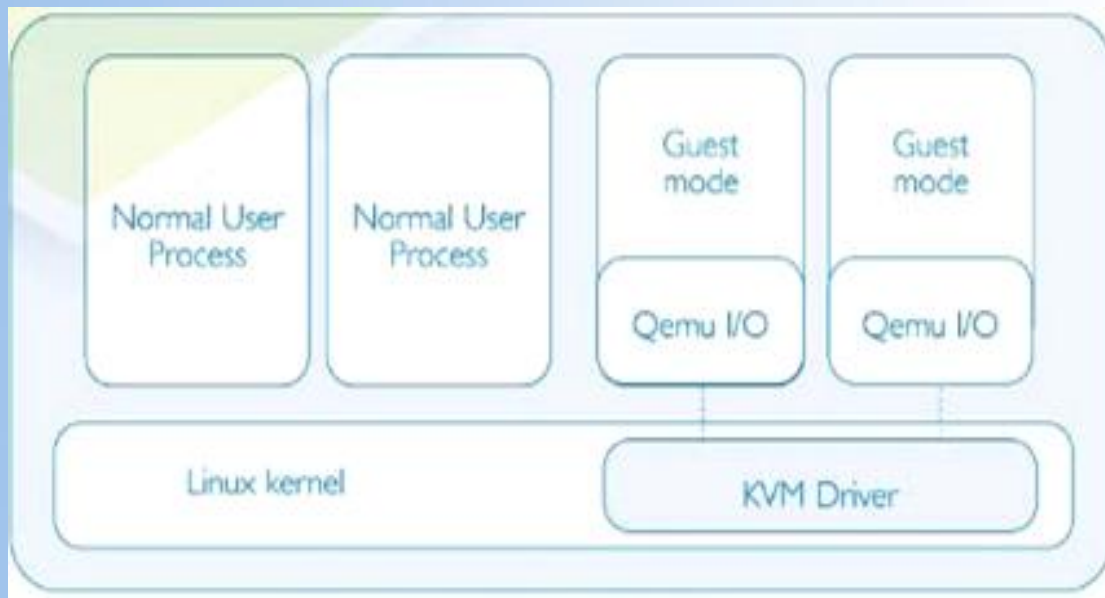 Normal User
Process
Normal User
Process
Guest
mode
Qemu I/O
Guest
mode
Qemu I/O
Linux kernel
KVM Driver